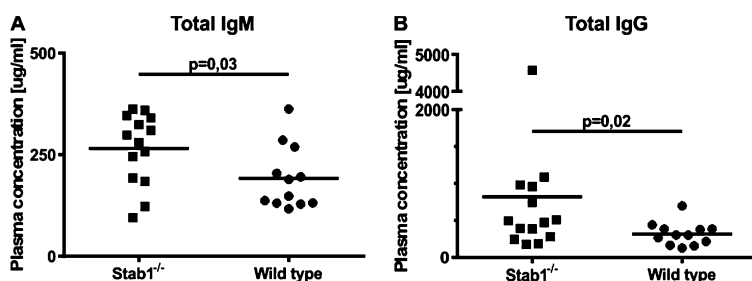 A
Total IgM
Plasma concentration [ug/ml]
500
250
0
p=0,03
Stab1-/-
Wild type
B
Total IgG
Plasma concentration [ug/ml]
5000
4000
2000
0
p=0,02
Stab1-/-
Wild type